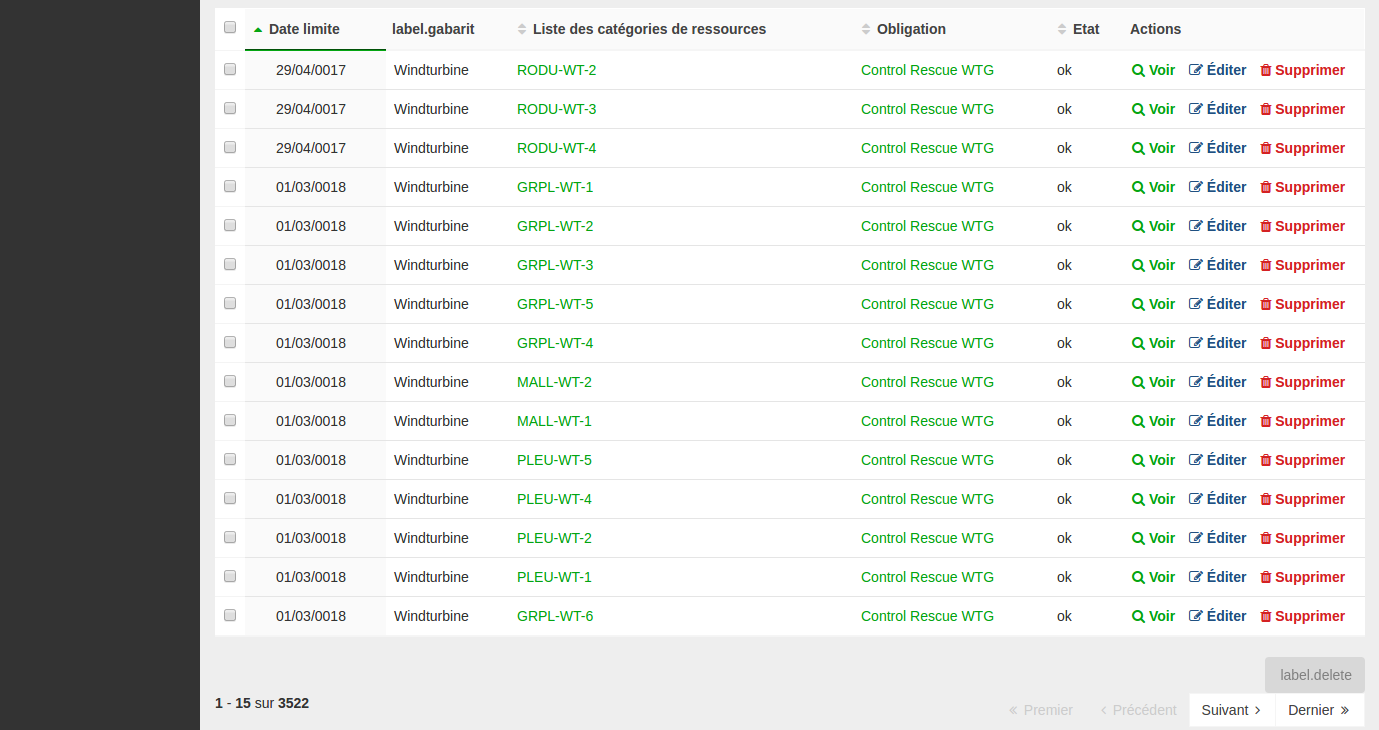 Date limite label.gabarit Liste des catégories de ressources Obligation Etat Actions
29/04/0017 Windturbine RODU-WT-2 Control Rescue WTG ok Voir Éditer Supprimer
29/04/0017 Windturbine RODU-WT-3 Control Rescue WTG ok Voir Éditer Supprimer
29/04/0017 Windturbine RODU-WT-4 Control Rescue WTG ok Voir Éditer Supprimer
01/03/0018 Windturbine GRPL-WT-1 Control Rescue WTG ok Voir Éditer Supprimer
01/03/0018 Windturbine GRPL-WT-2 Control Rescue WTG ok Voir Éditer Supprimer
01/03/0018 Windturbine GRPL-WT-3 Control Rescue WTG ok Voir Éditer Supprimer
01/03/0018 Windturbine GRPL-WT-5 Control Rescue WTG ok Voir Éditer Supprimer
01/03/0018 Windturbine GRPL-WT-4 Control Rescue WTG ok Voir Éditer Supprimer
01/03/0018 Windturbine MALL-WT-2 Control Rescue WTG ok Voir Éditer Supprimer
01/03/0018 Windturbine MALL-WT-1 Control Rescue WTG ok Voir Éditer Supprimer
01/03/0018 Windturbine PLEU-WT-5 Control Rescue WTG ok Voir Éditer Supprimer
01/03/0018 Windturbine PLEU-WT-4 Control Rescue WTG ok Voir Éditer Supprimer
01/03/0018 Windturbine PLEU-WT-2 Control Rescue WTG ok Voir Éditer Supprimer
01/03/0018 Windturbine PLEU-WT-1 Control Rescue WTG ok Voir Éditer Supprimer
01/03/0018 Windturbine GRPL-WT-6 Control Rescue WTG ok Voir Éditer Supprimer
label.delete
1 - 15 sur 3522 « Premier ‹ Précédent Suivant › Dernier »